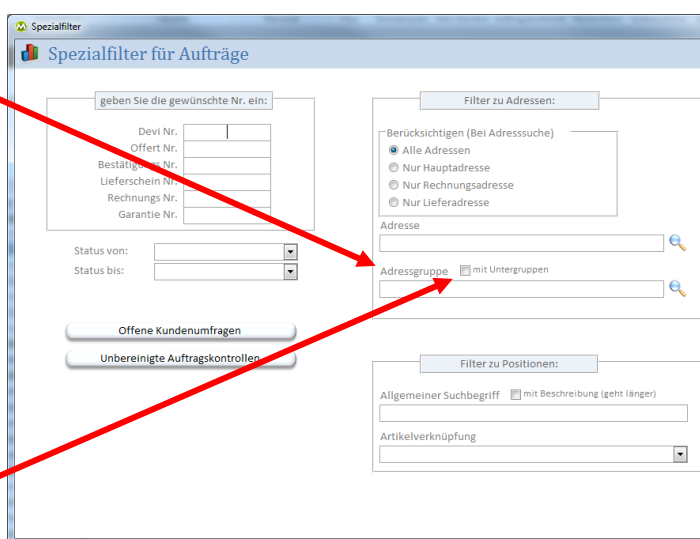 Spezialfilter
Spezialfilter für Aufträge
geben Sie die gewünschte Nr. ein:
Devi Nr.
Offert Nr.
Bestätigungs Nr.
Lieferschein Nr.
Rechnungs Nr.
Garantie Nr.
Status von:
Status bis:
Offene Kundenumfragen
Unbereinigte Auftragskontrollen
Filter zu Adressen:
Berücksichtigen (Bei Adresssuche)
Alle Adressen
Nur Hauptadresse
Nur Rechnungsadresse
Nur Lieferadresse
Adresse
Adressgruppe mit Untergruppen
Filter zu Positionen:
Allgemeiner Suchbegriff mit Beschreibung (geht länger)
Artikelverknüpfung